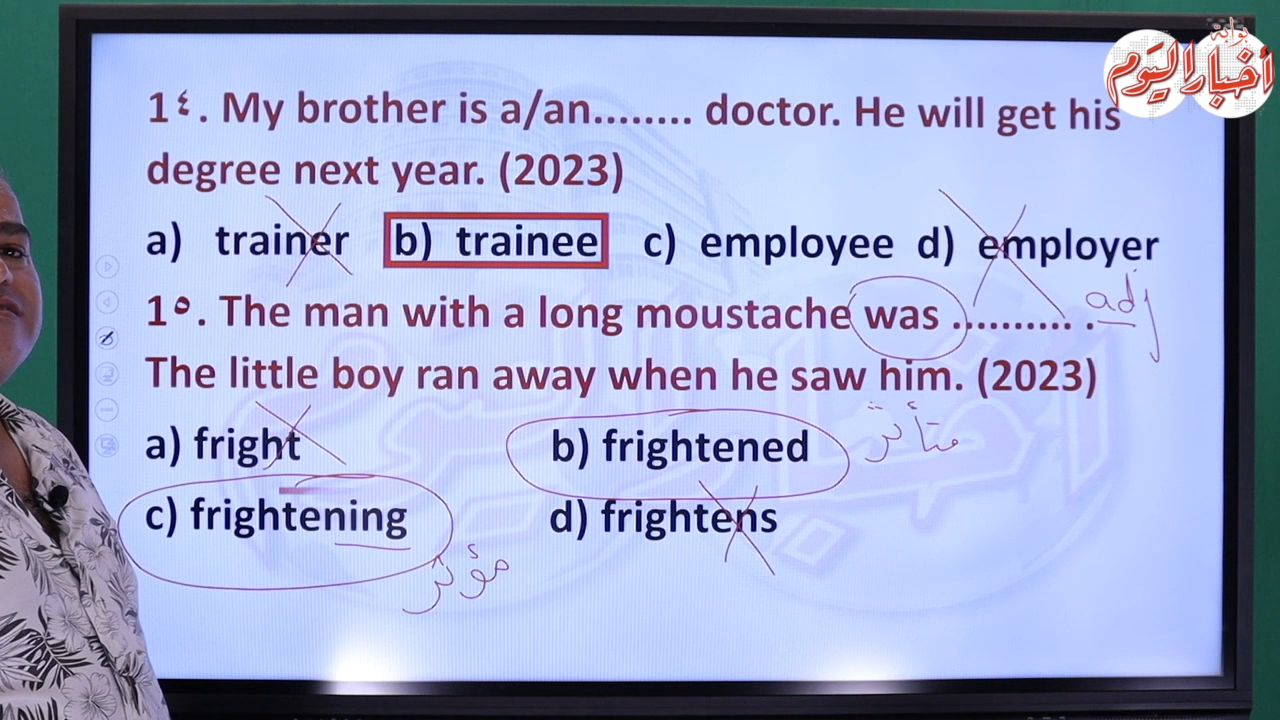 بوابة
أخبار اليوم
1٤. My brother is a/an........ doctor. He will get his
degree next year. (2023)
a) trainer b) trainee c) employee d) employer
1٥. The man with a long moustache was .......... .
adj
The little boy ran away when he saw him. (2023)
a) fright b) frightened
متأثر
c) frightening d) frightens
مؤثر